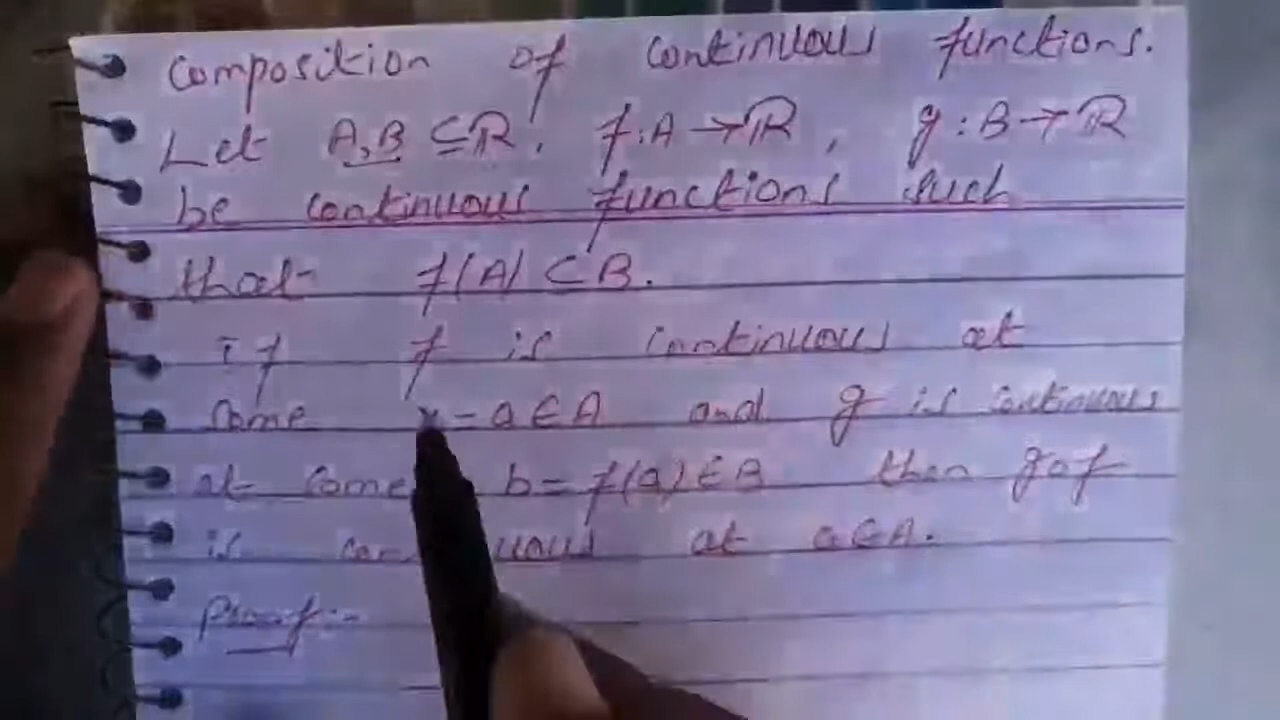 Composition of continuous functions.
Let A,B ⊆ ℝ, f:A→ℝ, g:B→ℝ
be continuous functions such
that f(A) ⊆ B.
If f is continuous at
some x=a∈A and g is continuous
at some b=f(a)∈B then gof
is at a∈A.
Proof:-